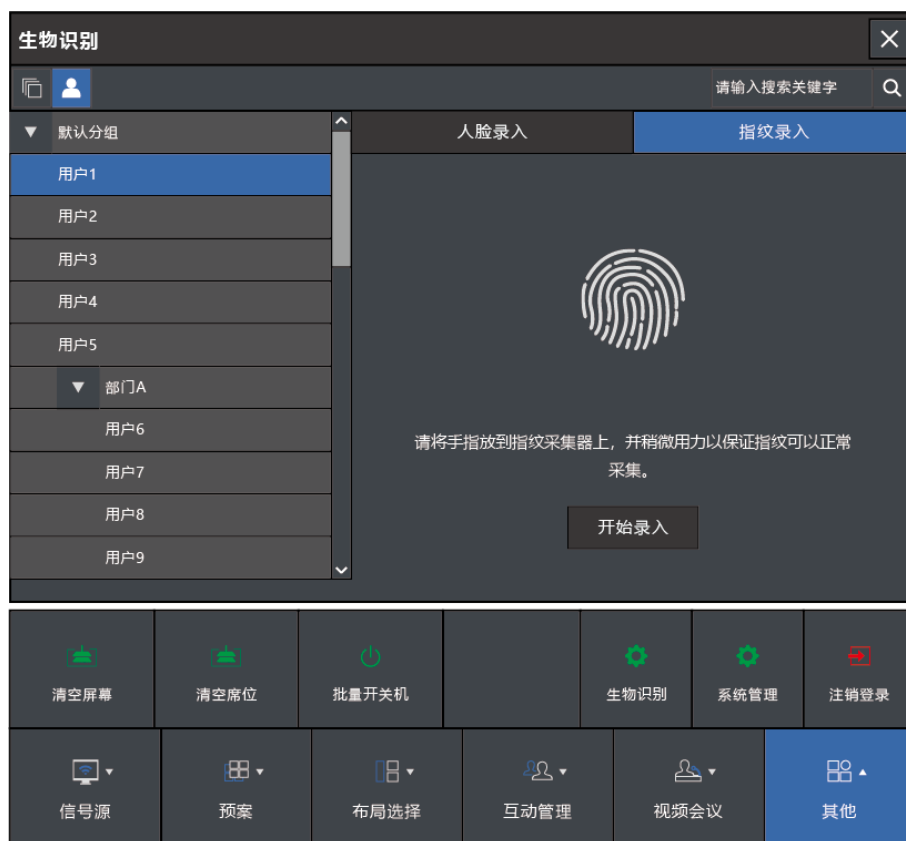 生物识别
请输入搜索关键字
默认分组
人脸录入
指纹录入
用户1
用户2
用户3
用户4
用户5
部门A
用户6
用户7
用户8
用户9
请将手指放到指纹采集器上，并稍微用力以保证指纹可以正常
采集。
开始录入
清空屏幕
清空席位
批量开关机
生物识别
系统管理
注销登录
信号源
预案
布局选择
互动管理
视频会议
其他